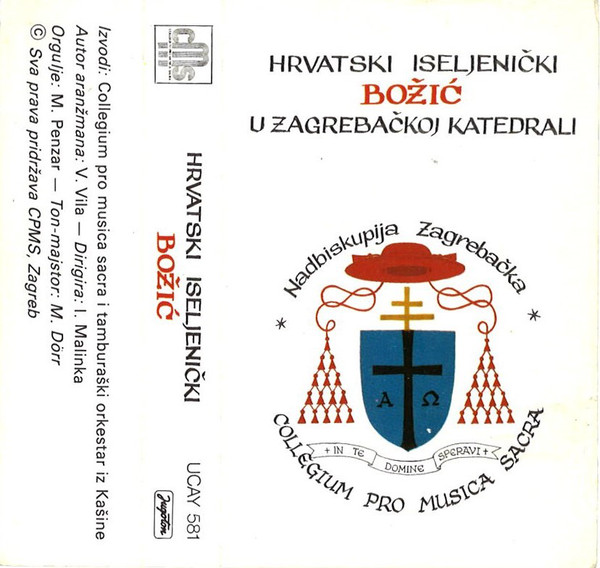 HRVATSKI ISELJENIČKI
BOŽIĆ
U ZAGREBAČKOJ KATEDRALI
* Nadbiskupija Zagrebačka *
Α Ω
+ IN TE DOMINE SPERAVI +
COLLEGIUM PRO MUSICA SACRA
cms
HRVATSKI ISELJENIČKI
BOŽIĆ
UCAY 581
Jugoton
Izvodi: Collegium pro musica sacra i tamburaški orkestar iz Kašine
Autor aranžmana: V. Vila — Dirigira: I. Malinka
Orgulje: M. Penzar — Ton-majstor: M. Dörr
© Sva prava pridržava CPMS, Zagreb